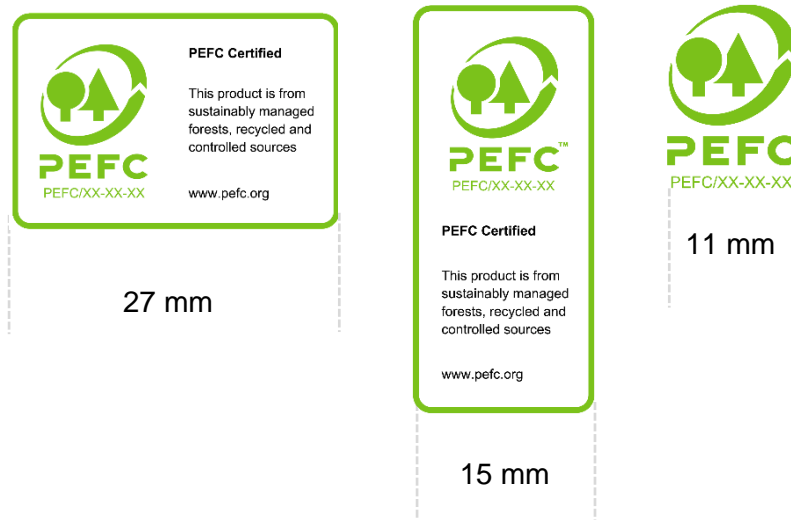 PEFC Certified
This product is from
sustainably managed
forests, recycled and
controlled sources
www.pefc.org
PEFC
PEFC/XX-XX-XX
27 mm
PEFC™
PEFC/XX-XX-XX
PEFC Certified
This product is from
sustainably managed
forests, recycled and
controlled sources
www.pefc.org
15 mm
PEFC
PEFC/XX-XX-XX
11 mm